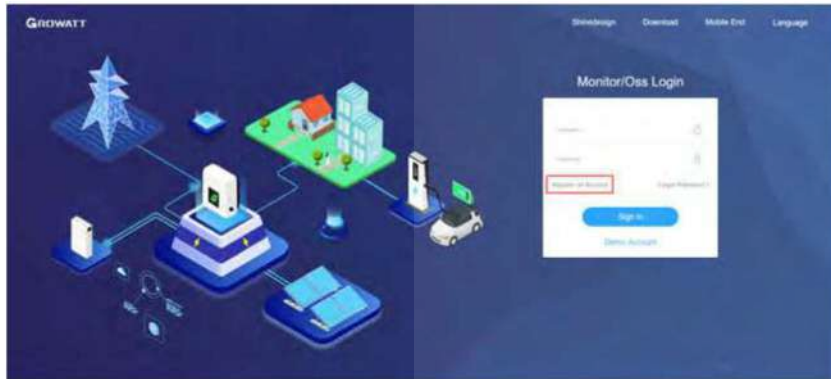 GROWATT
Shinedesign Download Mobile End Language
Monitor/Oss Login
Register an Account Forgot Password?
Sign in
Demo Account